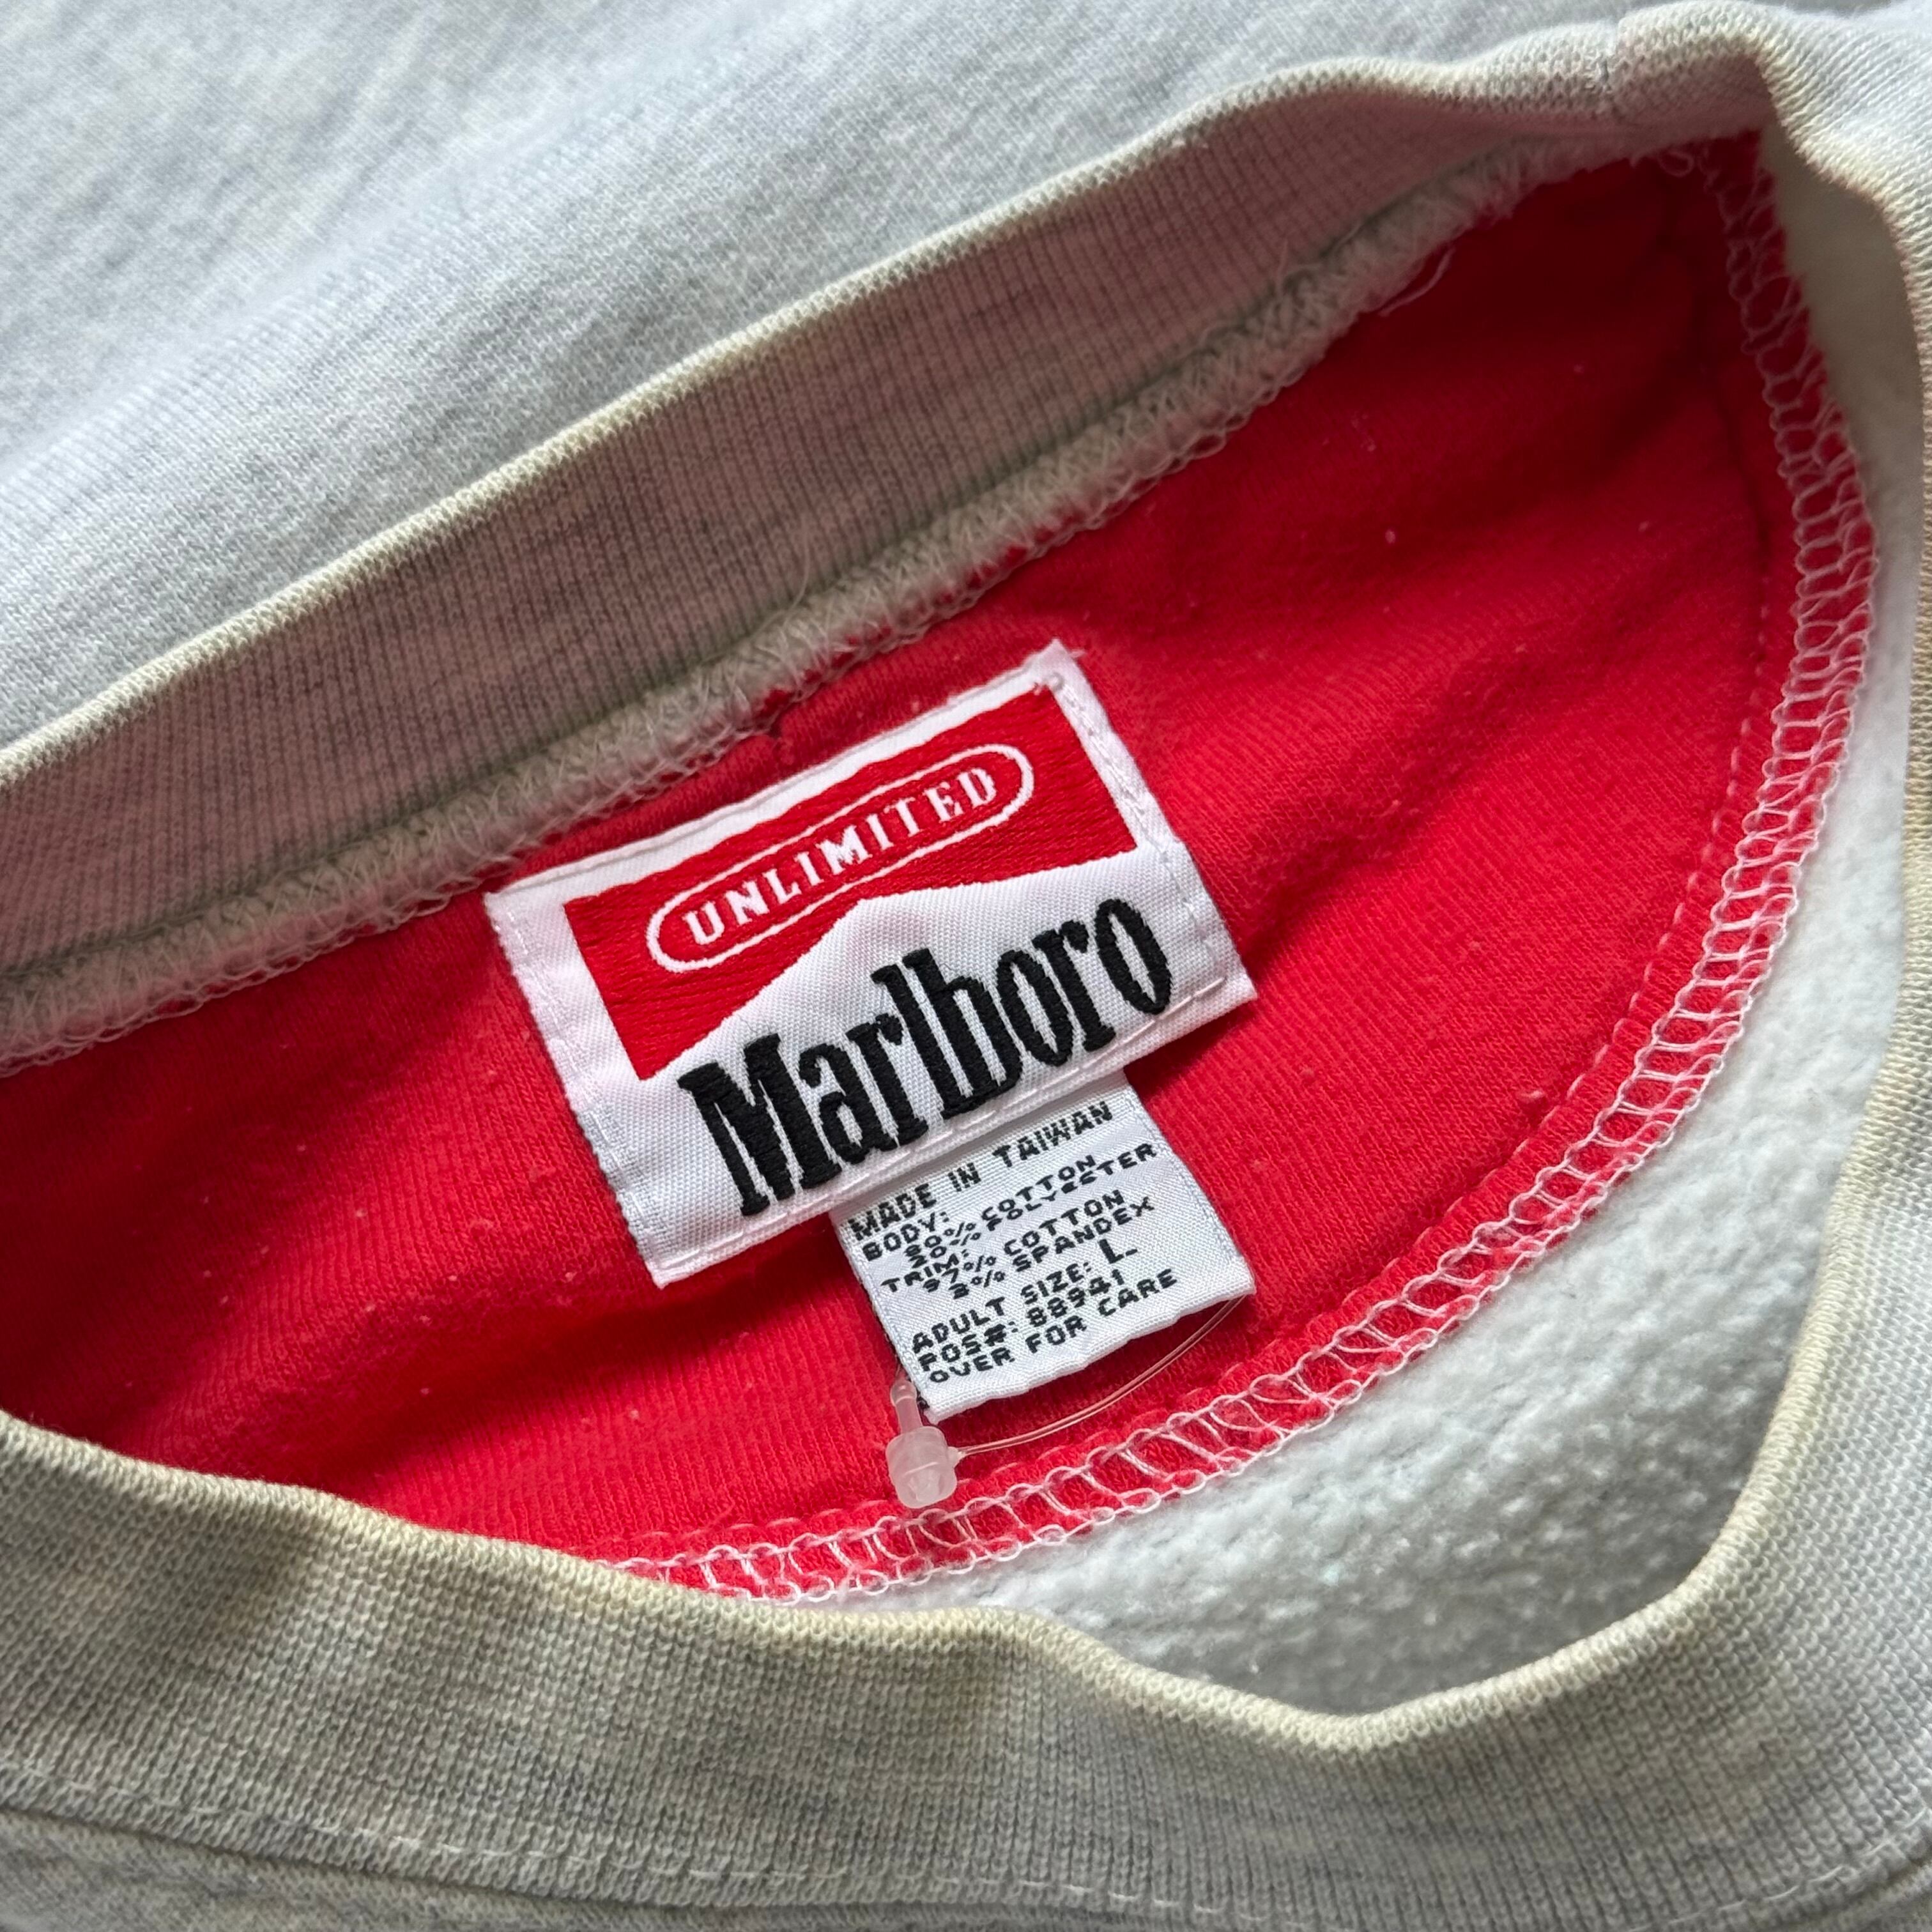 UNLIMITED
Marlboro
MADE IN TAIWAN
BODY:
80% COTTON
20% POLYESTER
TRIM:
97% COTTON
3% SPANDEX
ADULT SIZE: L.
POS#: 88941
OVER FOR CARE